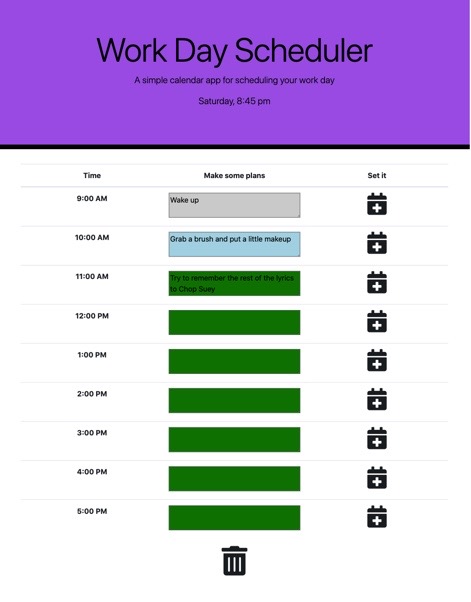 Work Day Scheduler
A simple calendar app for scheduling your work day
Saturday, 8:45 pm
Time Make some plans Set it
9:00 AM Wake up
10:00 AM Grab a brush and put a little makeup
11:00 AM Try to remember the rest of the lyrics
to Chop Suey
12:00 PM
1:00 PM
2:00 PM
3:00 PM
4:00 PM
5:00 PM